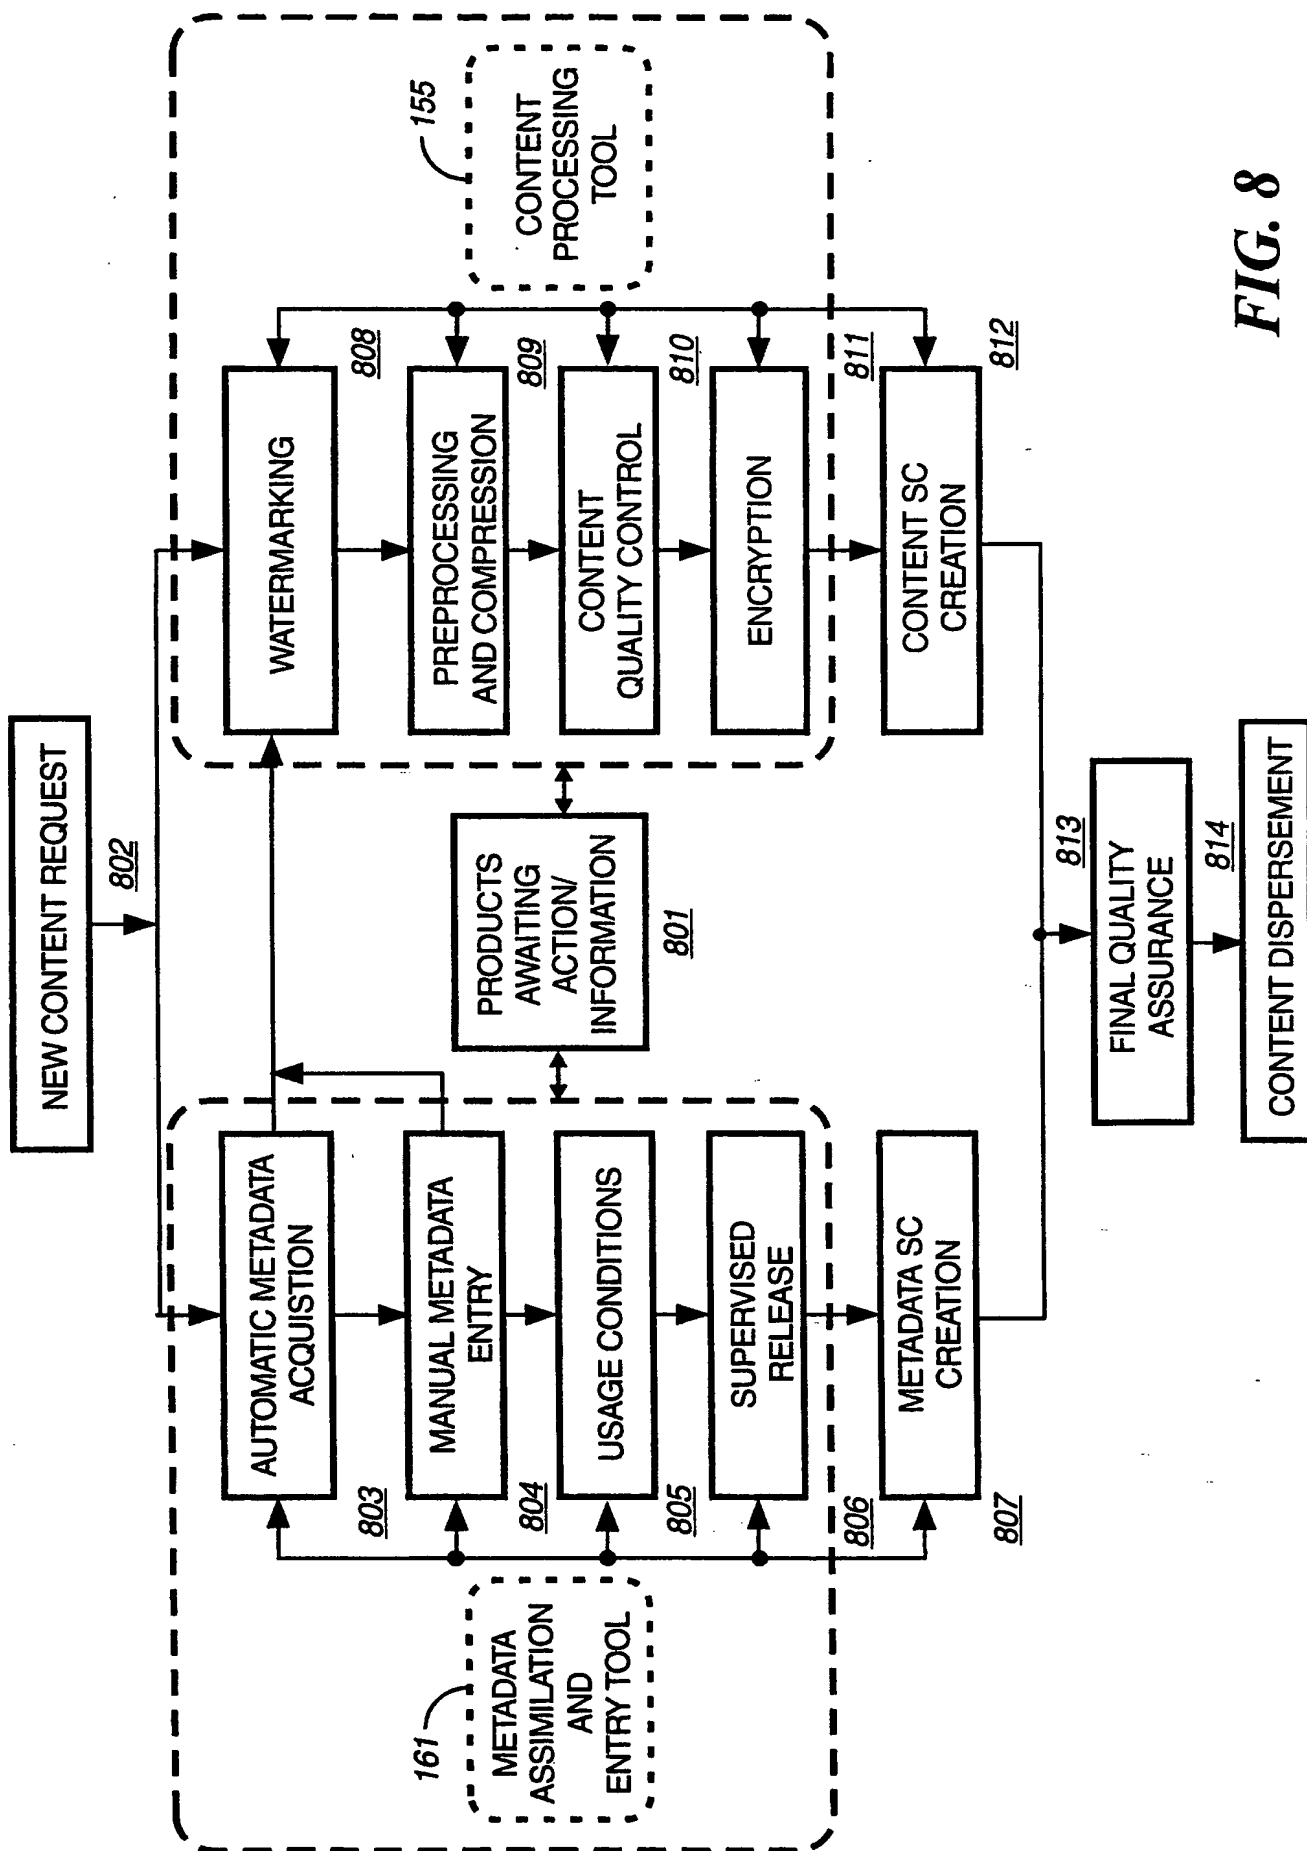 NEW CONTENT REQUEST
802
AUTOMATIC METADATA
ACQUISTION
803
MANUAL METADATA
ENTRY
804
USAGE CONDITIONS
805
SUPERVISED
RELEASE
806
METADATA SC
CREATION
807
161
METADATA
ASSIMILATION
AND
ENTRY TOOL
PRODUCTS
AWAITING
ACTION/
INFORMATION
801
WATERMARKING
808
PREPROCESSING
AND COMPRESSION
809
CONTENT
QUALITY CONTROL
810
ENCRYPTION
811
CONTENT SC
CREATION
812
155
CONTENT
PROCESSING
TOOL
813
FINAL QUALITY
ASSURANCE
814
CONTENT DISPERSEMENT
FIG. 8